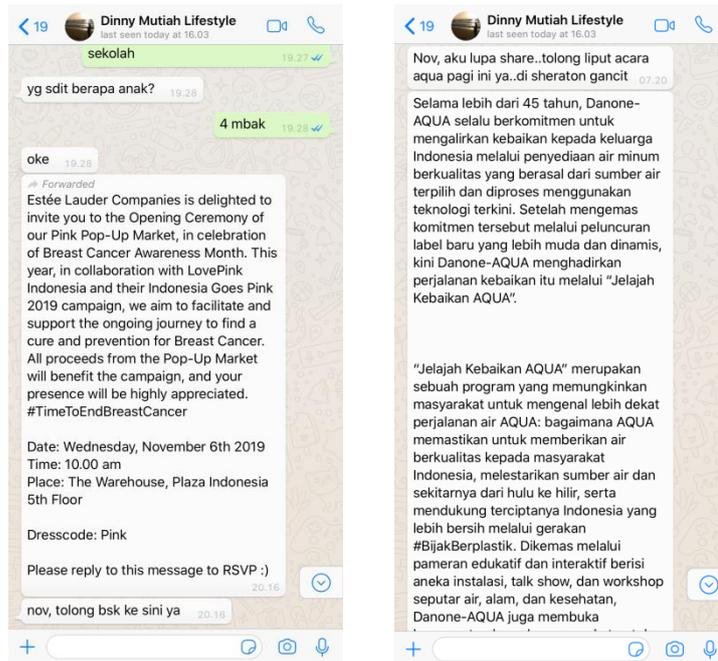 19
Dinny Mutiah Lifestyle
last seen today at 16.03
sekolah
19.27
yg sdit berapa anak?
19.28
4 mbak
19.28
oke
19.28
Forwarded
Estée Lauder Companies is delighted to
invite you to the Opening Ceremony of
our Pink Pop-Up Market, in celebration
of Breast Cancer Awareness Month. This
year, in collaboration with LovePink
Indonesia and their Indonesia Goes Pink
2019 campaign, we aim to facilitate and
support the ongoing journey to find a
cure and prevention for Breast Cancer.
All proceeds from the Pop-Up Market
will benefit the campaign, and your
presence will be highly appreciated.
#TimeToEndBreastCancer
Date: Wednesday, November 6th 2019
Time: 10.00 am
Place: The Warehouse, Plaza Indonesia
5th Floor
Dresscode: Pink
Please reply to this message to RSVP :)
20.16
nov, tolong bsk ke sini ya
20.16
19
Dinny Mutiah Lifestyle
last seen today at 16.03
Nov, aku lupa share..tolong liput acara
aqua pagi ini ya..di sheraton gancit
07.20
Selama lebih dari 45 tahun, Danone-
AQUA selalu berkomitmen untuk
mengalirkan kebaikan kepada keluarga
Indonesia melalui penyediaan air minum
berkualitas yang berasal dari sumber air
terpilih dan diproses menggunakan
teknologi terkini. Setelah mengemas
komitmen tersebut melalui peluncuran
label baru yang lebih muda dan dinamis,
kini Danone-AQUA menghadirkan
perjalanan kebaikan itu melalui “Jelajah
Kebaikan AQUA”.
“Jelajah Kebaikan AQUA” merupakan
sebuah program yang memungkinkan
masyarakat untuk mengenal lebih dekat
perjalanan air AQUA: bagaimana AQUA
memastikan untuk memberikan air
berkualitas kepada masyarakat
Indonesia, melestarikan sumber air dan
sekitarnya dari hulu ke hilir, serta
mendukung terciptanya Indonesia yang
lebih bersih melalui gerakan
#BijakBerplastik. Dikemas melalui
pameran edukatif dan interaktif berisi
aneka instalasi, talk show, dan workshop
seputar air, alam, dan kesehatan,
Danone-AQUA juga membuka